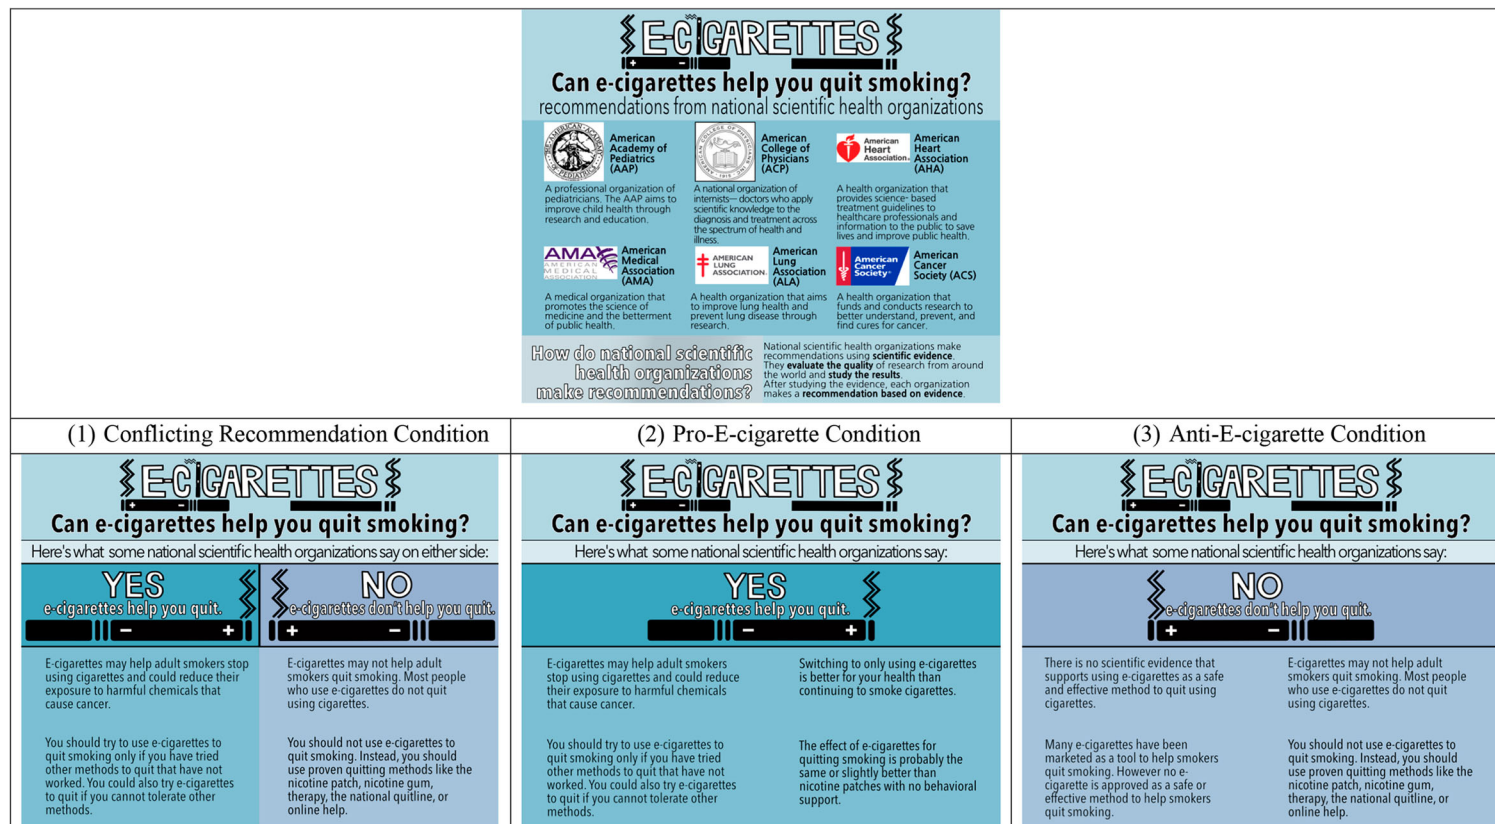 E-CIGARETTES
+ -
Can e-cigarettes help you quit smoking?
recommendations from national scientific health organizations
American
Academy of
Pediatrics
(AAP)
A professional organization of
pediatricians. The AAP aims to
improve child health through
research and education.
American
College of
Physicians
(ACP)
A national organization of
internists— doctors who apply
scientific knowledge to the
diagnosis and treatment across
the spectrum of health and
illness.
American
Heart
Association.
American
Heart
Association
(AHA)
A health organization that
provides science- based
treatment guidelines to
healthcare professionals and
information to the public to save
lives and improve public health.
AMA
AMERICAN
MEDICAL
ASSOCIATION
American
Medical
Association
(AMA)
A medical organization that
promotes the science of
medicine and the betterment
of public health.
AMERICAN
LUNG
ASSOCIATION.
American
Lung
Association
(ALA)
A health organization that aims
to improve lung health and
prevent lung disease through
research.
American
Cancer
Society
American
Cancer
Society (ACS)
A health organization that
funds and conducts research to
better understand, prevent, and
find cures for cancer.
How do national scientific
health organizations
make recommendations?
National scientific health organizations make
recommendations using scientific evidence.
They evaluate the quality of research from around
the world and study the results.
After studying the evidence, each organization
makes a recommendation based on evidence.
(1) Conflicting Recommendation Condition
E-CIGARETTES
+ -
Can e-cigarettes help you quit smoking?
Here's what some national scientific health organizations say on either side:
YES
e-cigarettes help you quit.
- +
E-cigarettes may help adult smokers stop
using cigarettes and could reduce their
exposure to harmful chemicals that
cause cancer.
You should try to use e-cigarettes to
quit smoking only if you have tried
other methods to quit that have not
worked. You could also try e-cigarettes
to quit if you cannot tolerate other
methods.
NO
e-cigarettes don't help you quit.
+ -
E-cigarettes may not help adult
smokers quit smoking. Most people
who use e-cigarettes do not quit
using cigarettes.
You should not use e-cigarettes to
quit smoking. Instead, you should
use proven quitting methods like the
nicotine patch, nicotine gum,
therapy, the national quitline, or
online help.
(2) Pro-E-cigarette Condition
E-CIGARETTES
+ -
Can e-cigarettes help you quit smoking?
Here's what some national scientific health organizations say:
YES
e-cigarettes help you quit.
- +
E-cigarettes may help adult smokers
stop using cigarettes and could reduce
their exposure to harmful chemicals
that cause cancer.
You should try to use e-cigarettes to
quit smoking only if you have tried
other methods to quit that have not
worked. You could also try e-cigarettes
to quit if you cannot tolerate other
methods.
Switching to only using e-cigarettes
is better for your health than
continuing to smoke cigarettes.
The effect of e-cigarettes for
quitting smoking is probably the
same or slightly better than
nicotine patches with no behavioral
support.
(3) Anti-E-cigarette Condition
E-CIGARETTES
+ -
Can e-cigarettes help you quit smoking?
Here's what some national scientific health organizations say:
NO
e-cigarettes don't help you quit.
+ -
There is no scientific evidence that
supports using e-cigarettes as a safe
and effective method to quit using
cigarettes.
Many e-cigarettes have been
marketed as a tool to help smokers
quit smoking. However no e-
cigarette is approved as a safe or
effective method to help smokers
quit smoking.
E-cigarettes may not help adult
smokers quit smoking. Most people
who use e-cigarettes do not quit
using cigarettes.
You should not use e-cigarettes to
quit smoking. Instead, you should
use proven quitting methods like the
nicotine patch, nicotine gum,
therapy, the national quitline, or
online help.